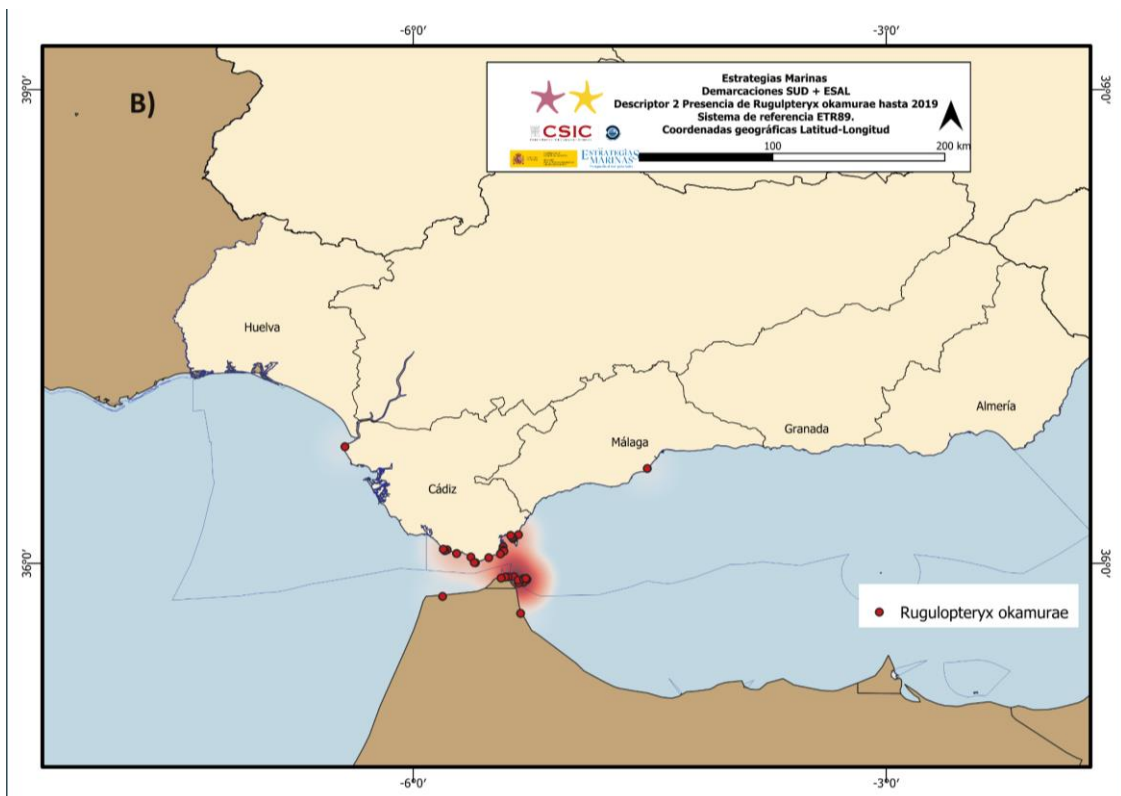 -6°0'
-3°0'
39°0'
39°0'
B)
Estrategias Marinas
Demarcaciones SUD + ESAL
Descriptor 2 Presencia de Rugulpteryx okamurae hasta 2019
Sistema de referencia ETR89.
Coordenadas geográficas Latitud-Longitud
CSIC
ESTRATEGIAS
MARINAS
100
200 km
Huelva
Almería
Granada
Málaga
Cádiz
36°0'
36°0'
Rugulopteryx okamurae
-6°0'
-3°0'